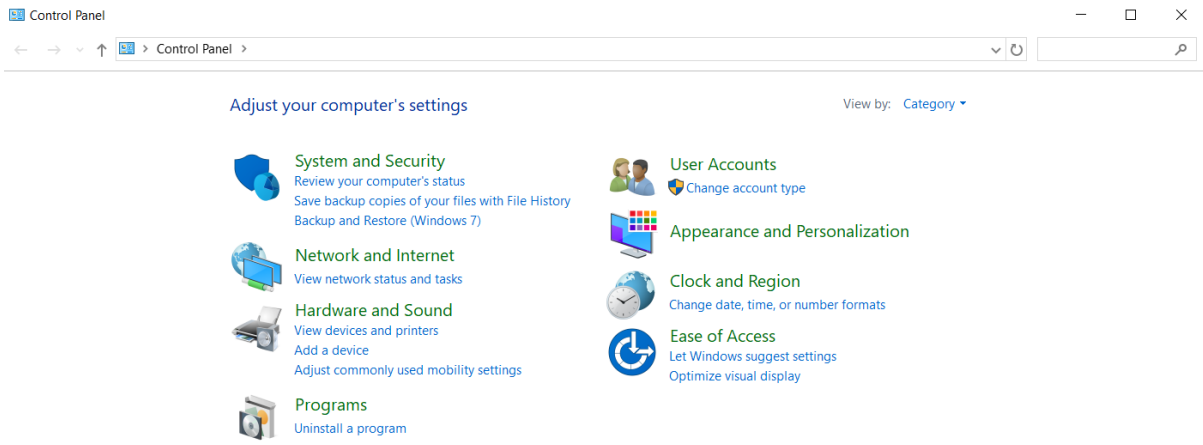 Control Panel
Control Panel
Adjust your computer's settings
View by: Category
System and Security
Review your computer's status
Save backup copies of your files with File History
Backup and Restore (Windows 7)
Network and Internet
View network status and tasks
Hardware and Sound
View devices and printers
Add a device
Adjust commonly used mobility settings
Programs
Uninstall a program
User Accounts
Change account type
Appearance and Personalization
Clock and Region
Change date, time, or number formats
Ease of Access
Let Windows suggest settings
Optimize visual display